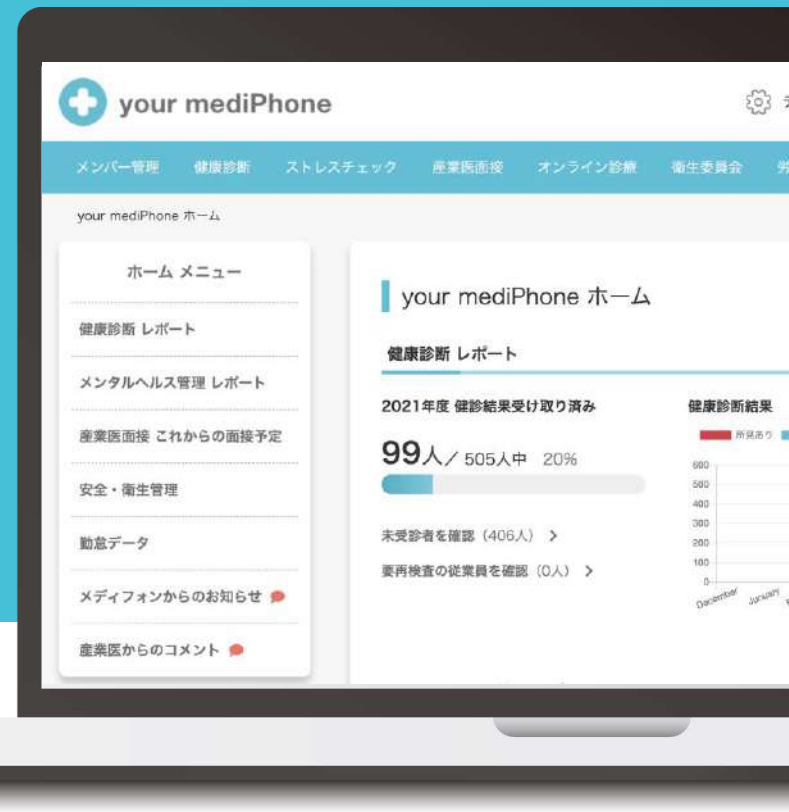 your mediPhone
メンバー管理 健康診断 ストレスチェック 産業医面接 オンライン診療 衛生委員会 労
your mediPhone ホーム
ホーム メニュー
健康診断 レポート
メンタルヘルス管理 レポート
産業医面接 これからの面接予定
安全・衛生管理
勤怠データ
メディフォンからのお知らせ
産業医からのコメント
your mediPhone ホーム
健康診断 レポート
2021年度 健診結果受け取り済み
99人／505人中 20%
未受診者を確認（406人）
要再検査の従業員を確認（0人）
健康診断結果
所見あり
600
500
400
300
200
100
0
December
January